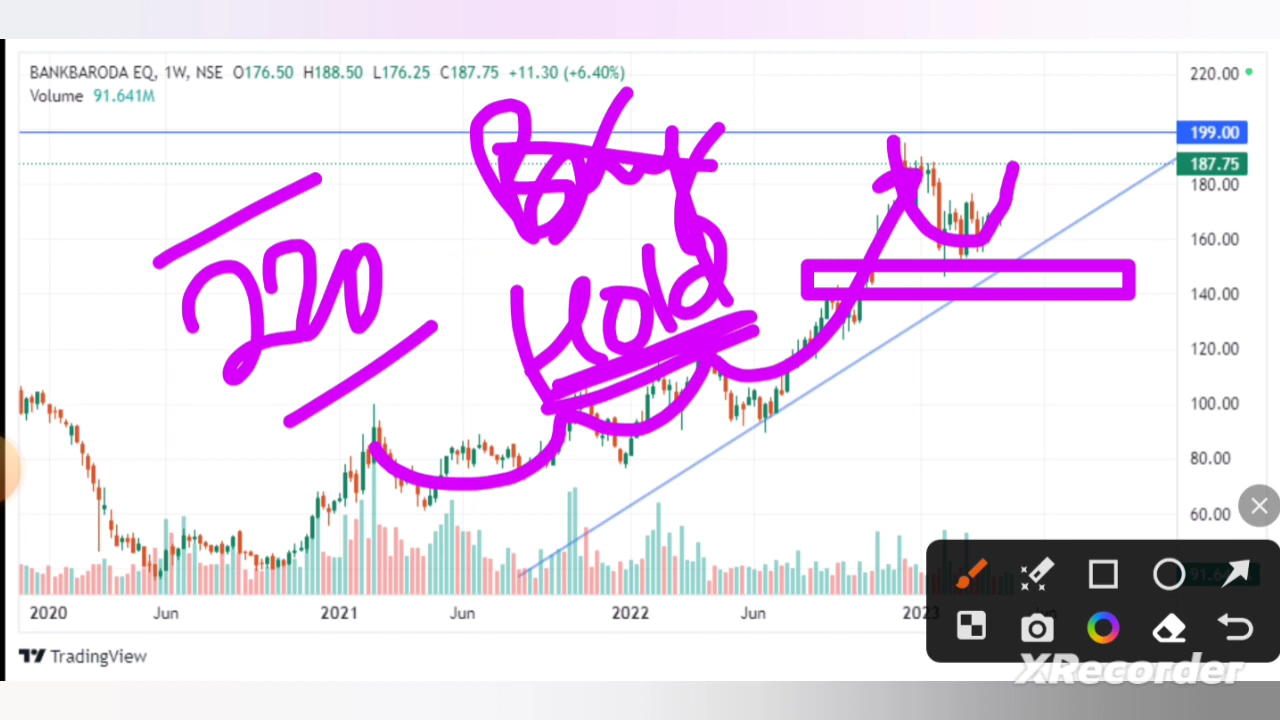 BANKBARODA EQ, 1W, NSE O176.50 H188.50 L176.25 C187.75 +11.30 (+6.40%)
Volume 91.641M
220.00
199.00
187.75
180.00
160.00
140.00
120.00
100.00
80.00
60.00
220
Hold
2020 Jun 2021 Jun 2022 Jun 2023
TradingView
XRecorder